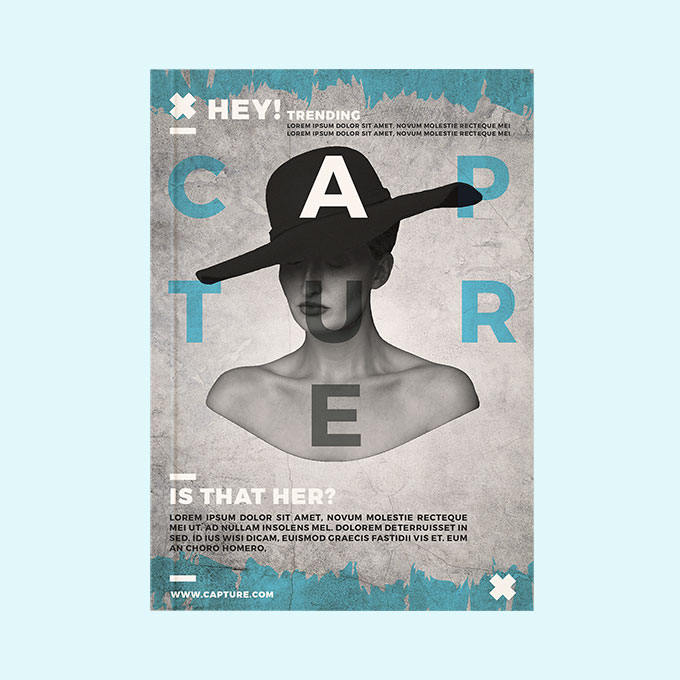 HEY! TRENDING
LOREM IPSUM DOLOR SIT AMET, NOVUM MOLESTIE RECTEQUE MEI
LOREM IPSUM DOLOR SIT AMET, NOVUM MOLESTIE RECTEQUE MEI
C A P
T U R
E
IS THAT HER?
LOREM IPSUM DOLOR SIT AMET, NOVUM MOLESTIE RECTEQUE
MEI UT. AD NULLAM INSOLENS MEL. DOLOREM DETERRUISSET IN
SED. ID IUS WISI DICAM, EUISMOD GRAECIS FASTIDII VIS ET. EUM
AN CHORO HOMERO.
WWW.CAPTURE.COM